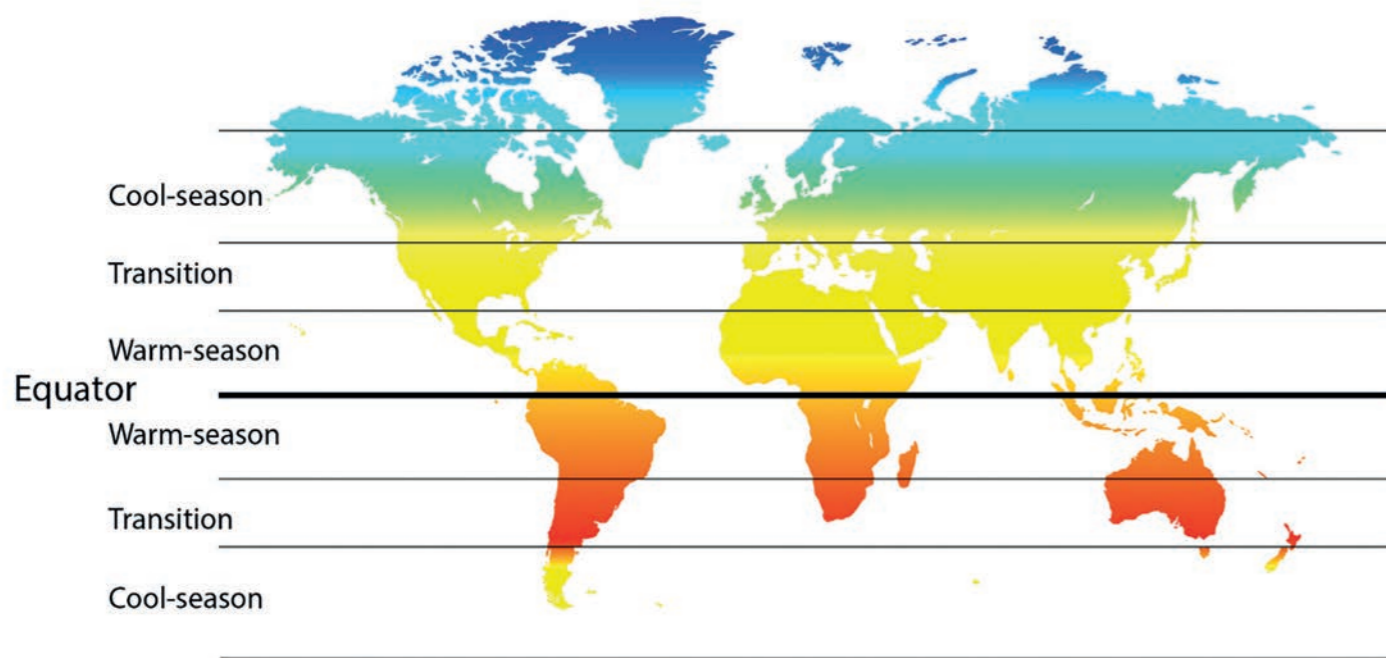 Cool-season
Transition
Warm-season
Equator
Warm-season
Transition
Cool-season